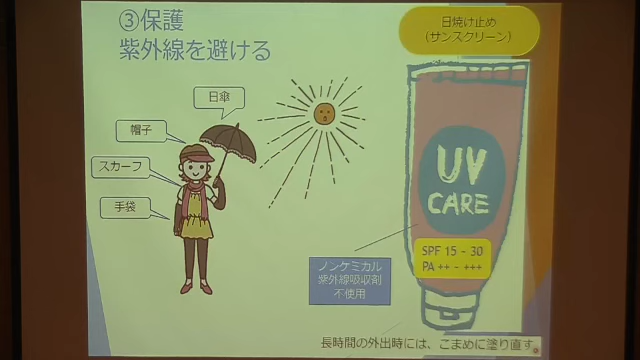 ③保護
紫外線を避ける
日焼け止め
(サンスクリーン)
日傘
帽子
スカーフ
手袋
UV
CARE
SPF 15 - 30
PA ++ - +++
ノンケミカル
紫外線吸収剤
不使用
長時間の外出時には、こまめに塗り直す。